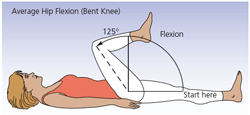 Average Hip Flexion (Bent Knee)
125°
Flexion
Start here